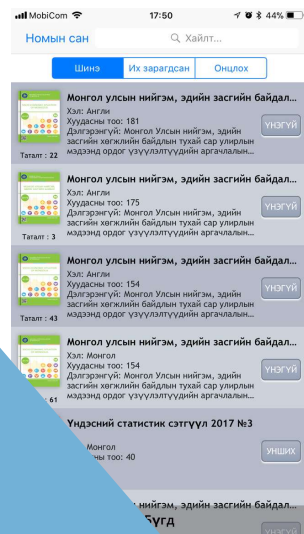 MobiCom 17:50 44%
Номын сан Хайлт...
Шинэ Их зарагдсан Онцлох
Монгол улсын нийгэм, эдийн засгийн байдал...
Хэл: Англи
Хуудасны тоо: 181
Дэлгэрэнгүй: Монгол Улсын нийгэм, эдийн
засгийн хөгжлийн байдлын тухай сар улирлын
мэдээнд ордог үзүүлэлтүүдийн аргачлалын...
Таталт : 22
ҮНЭГҮЙ
Монгол улсын нийгэм, эдийн засгийн байдал...
Хэл: Англи
Хуудасны тоо: 175
Дэлгэрэнгүй: Монгол Улсын нийгэм, эдийн
засгийн хөгжлийн байдлын тухай сар улирлын
мэдээнд ордог үзүүлэлтүүдийн аргачлалын...
Таталт : 3
ҮНЭГҮЙ
Монгол улсын нийгэм, эдийн засгийн байдал...
Хэл: Англи
Хуудасны тоо: 154
Дэлгэрэнгүй: Монгол Улсын нийгэм, эдийн
засгийн хөгжлийн байдлын тухай сар улирлын
мэдээнд ордог үзүүлэлтүүдийн аргачлалын...
Таталт : 43
ҮНЭГҮЙ
Монгол улсын нийгэм, эдийн засгийн байдал...
Хэл: Монгол
Хуудасны тоо: 154
Дэлгэрэнгүй: Монгол Улсын нийгэм, эдийн
засгийн хөгжлийн байдлын тухай сар улирлын
мэдээнд ордог үзүүлэлтүүдийн аргачлалын...
: 61
ҮНЭГҮЙ
Үндэсний статистик сэтгүүл 2017 №3
Монгол
тоо: 40
УНШИХ
нийгэм, эдийн засгийн байдал...
Бүгд
ҮНЭГҮЙ